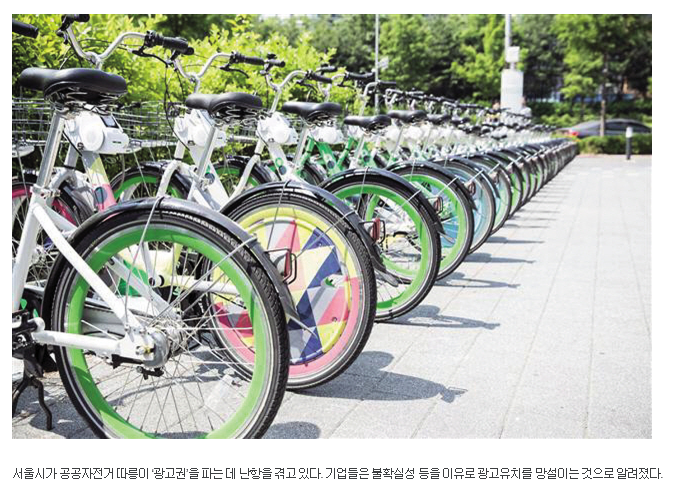 서울시가 공공자전거 따릉이 '광고권'을 파는 데 난항을 겪고 있다. 기업들은 불확실성 등을 이유로 광고유치를 망설이는 것으로 알려졌다.